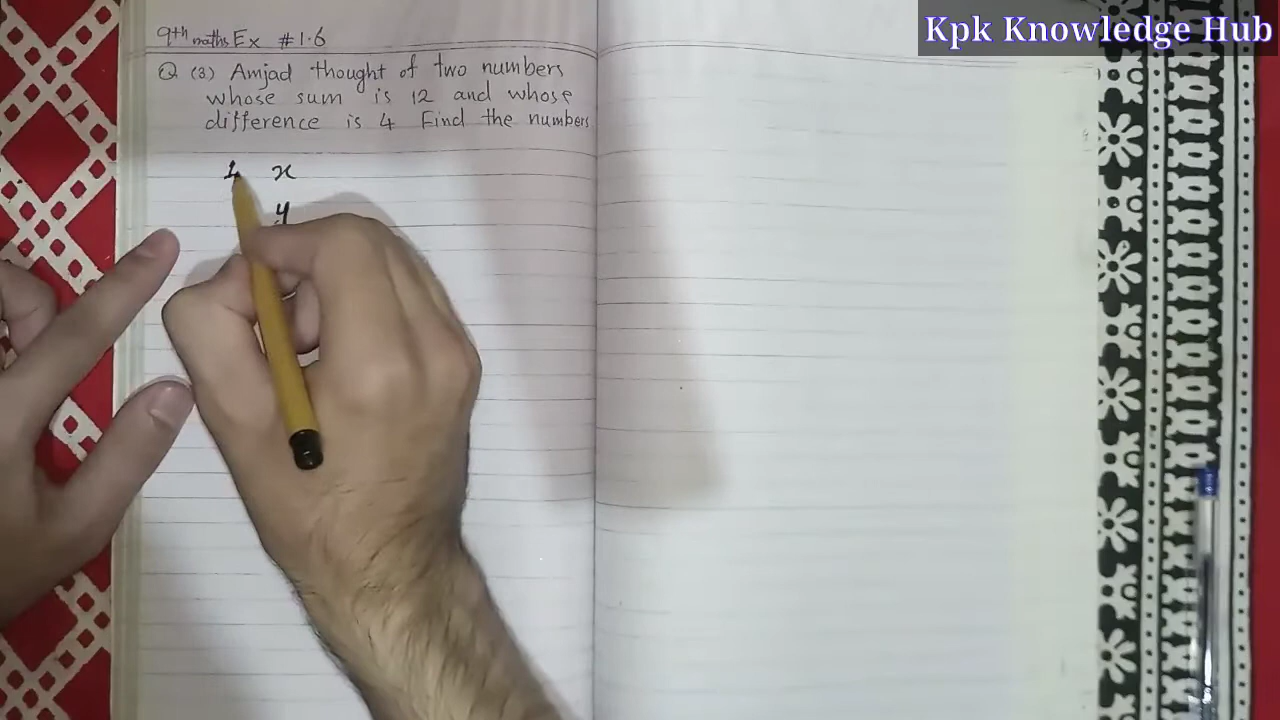 Kpk Knowledge Hub
9th maths Ex # 1.6
Q (3) Amjad thought of two numbers
whose sum is 12 and whose
difference is 4 Find the numbers
1 x
y